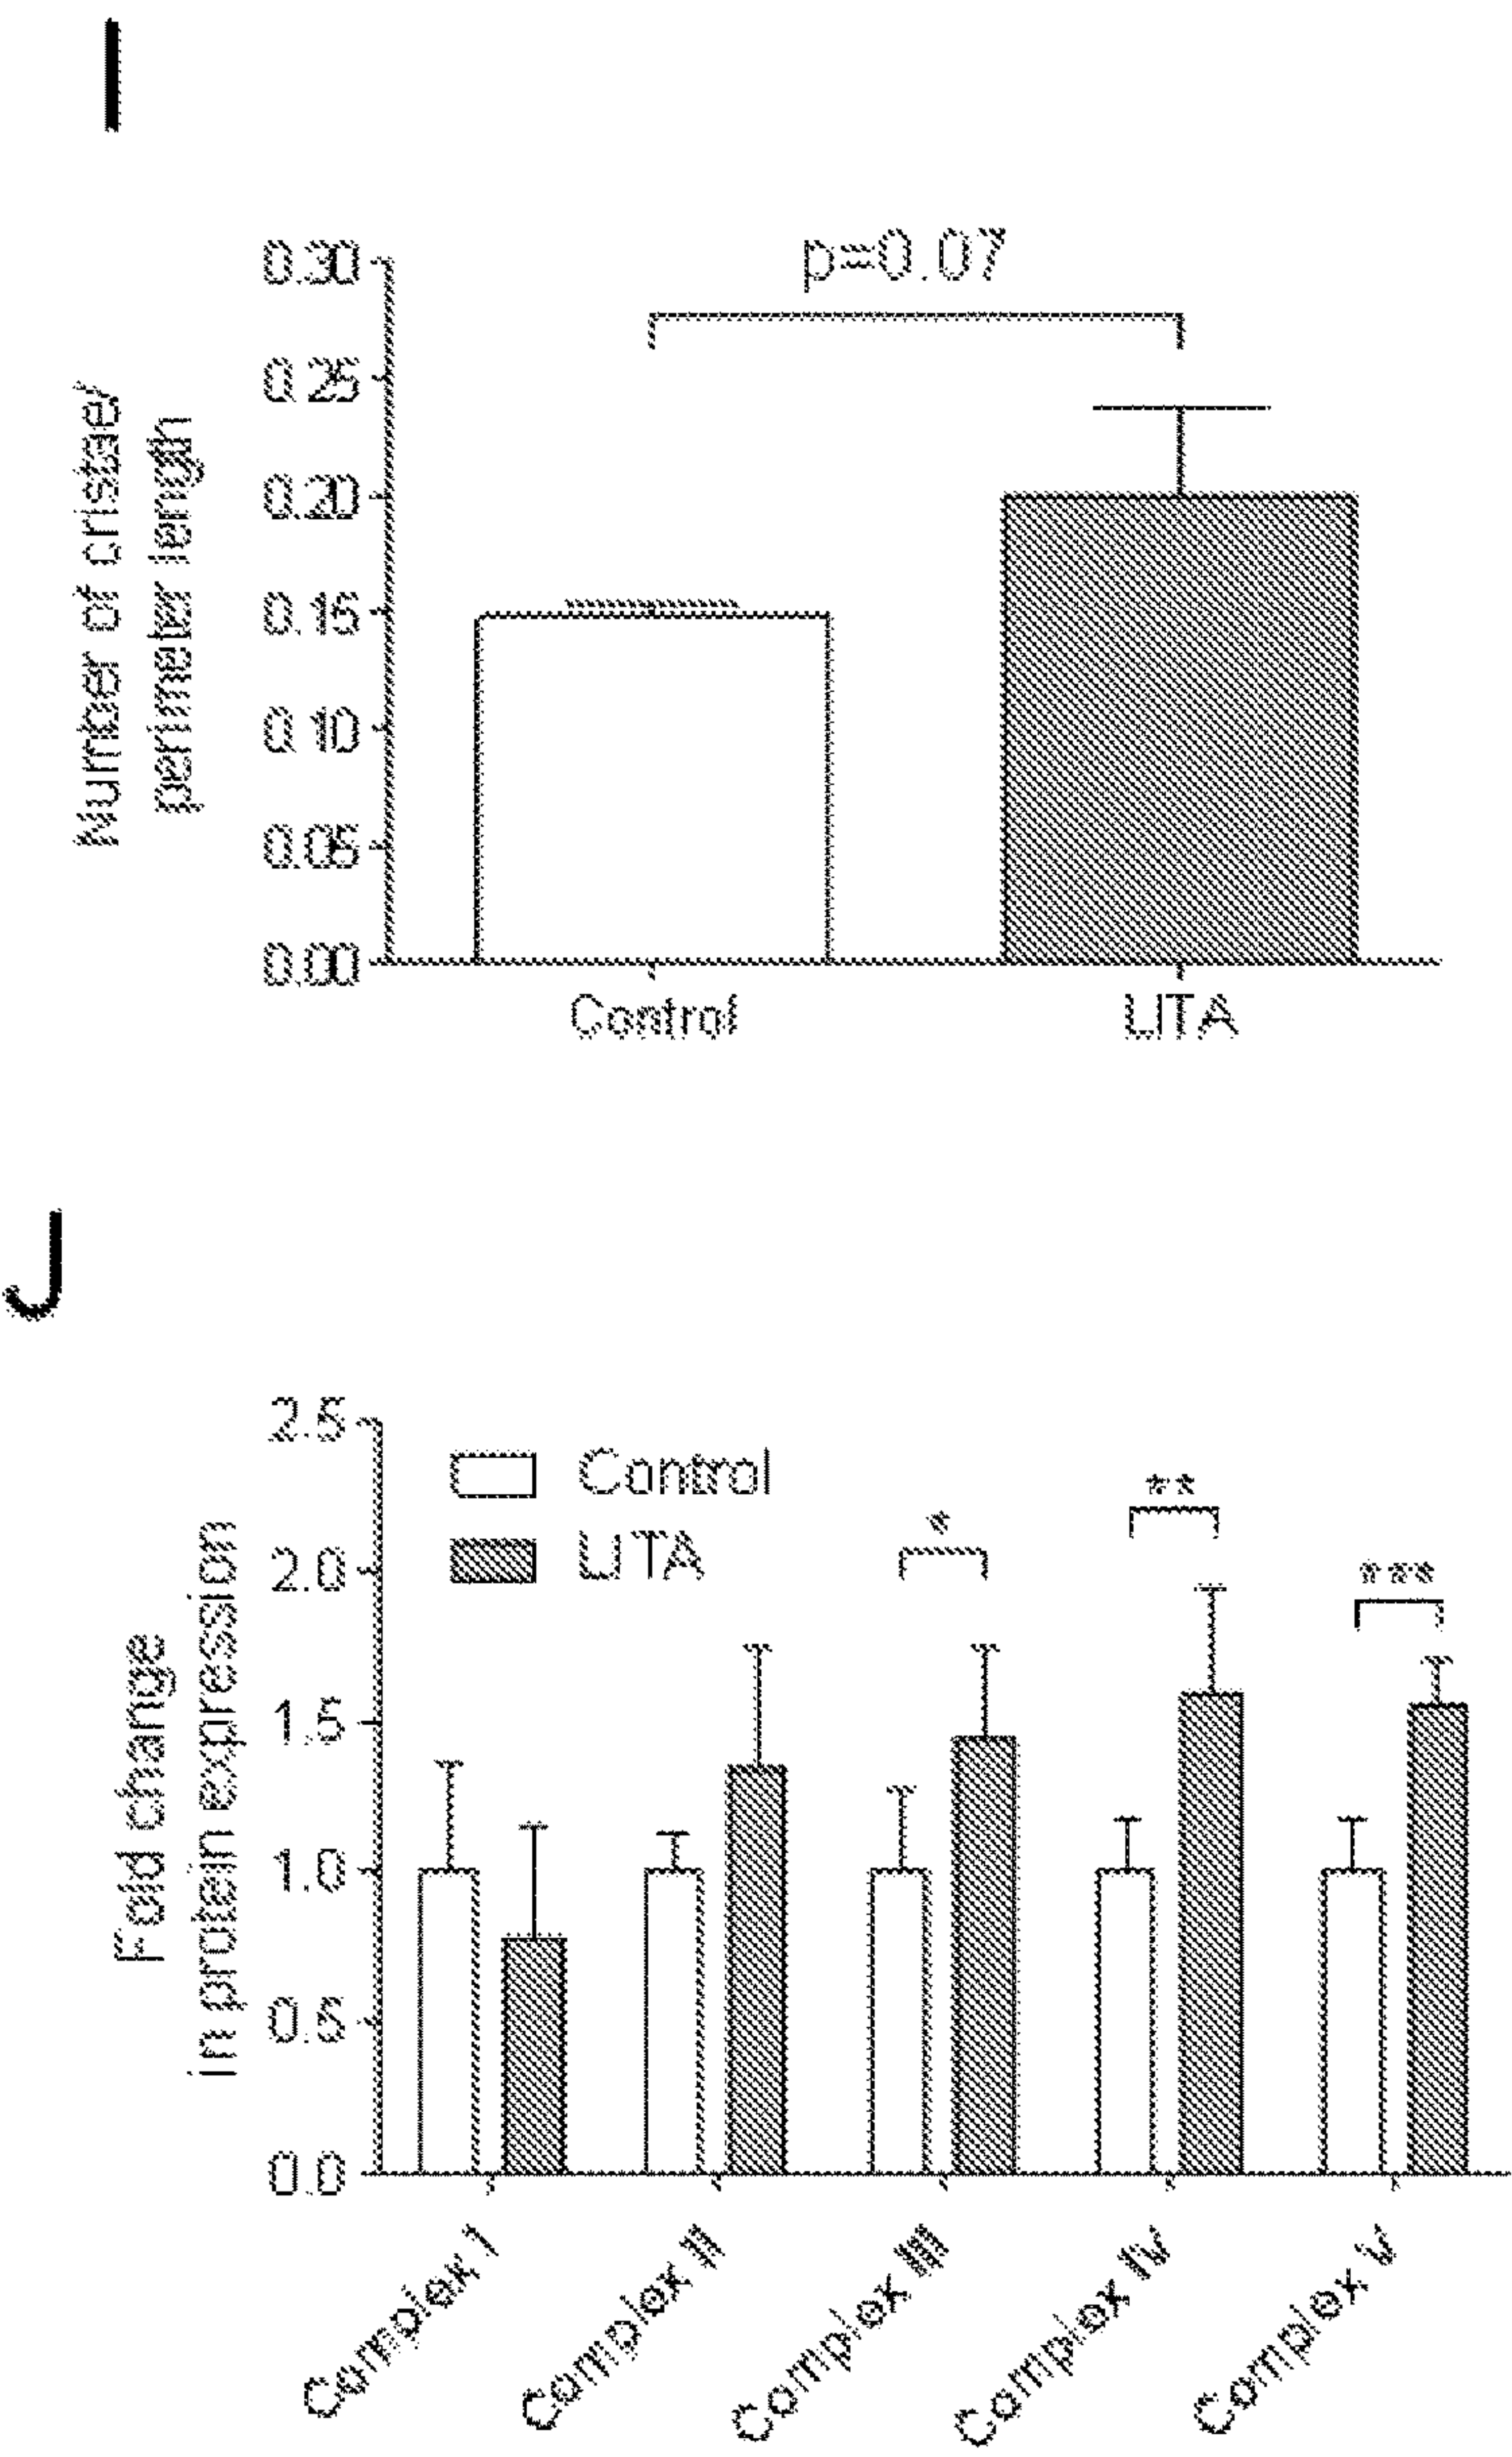 I
p=0.07
0.30
0.25
0.20
0.15
0.10
0.05
0.00
Number of cristae/
perimeter length
Control
UTA
J
2.5
2.0
1.5
1.0
0.5
0.0
Fold change
in protein expression
Control
UTA
*
**
***
Complex I
Complex II
Complex III
Complex IV
Complex V